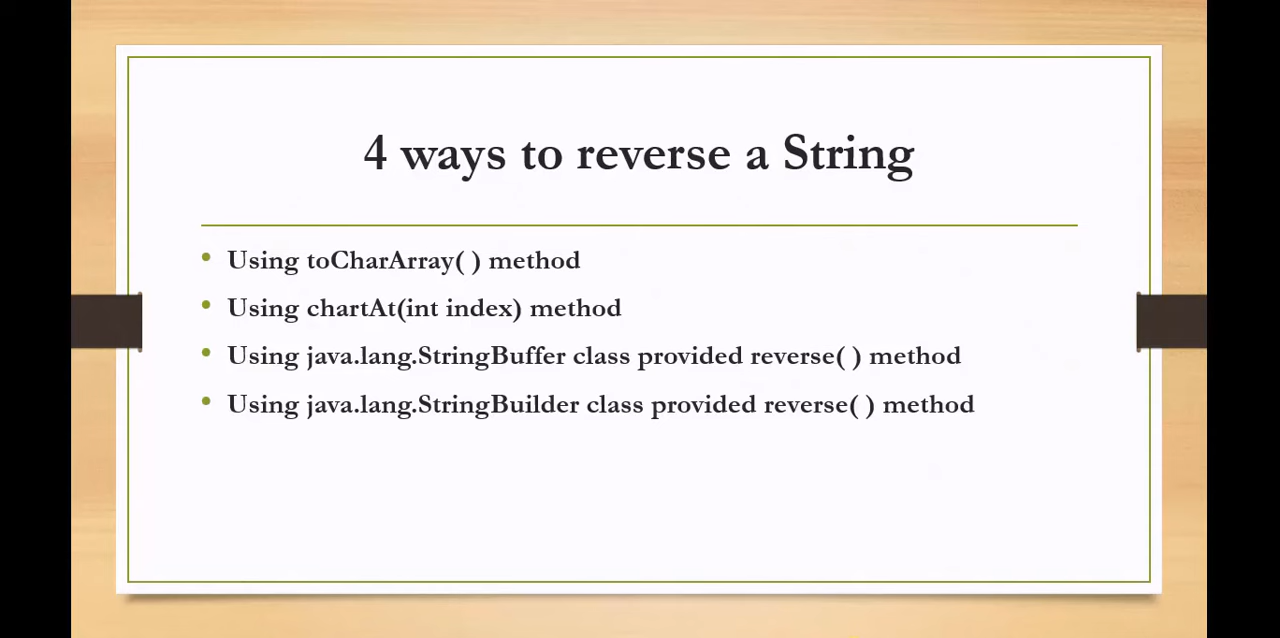 4 ways to reverse a String
• Using toCharArray( ) method
• Using chartAt(int index) method
• Using java.lang.StringBuffer class provided reverse( ) method
• Using java.lang.StringBuilder class provided reverse( ) method